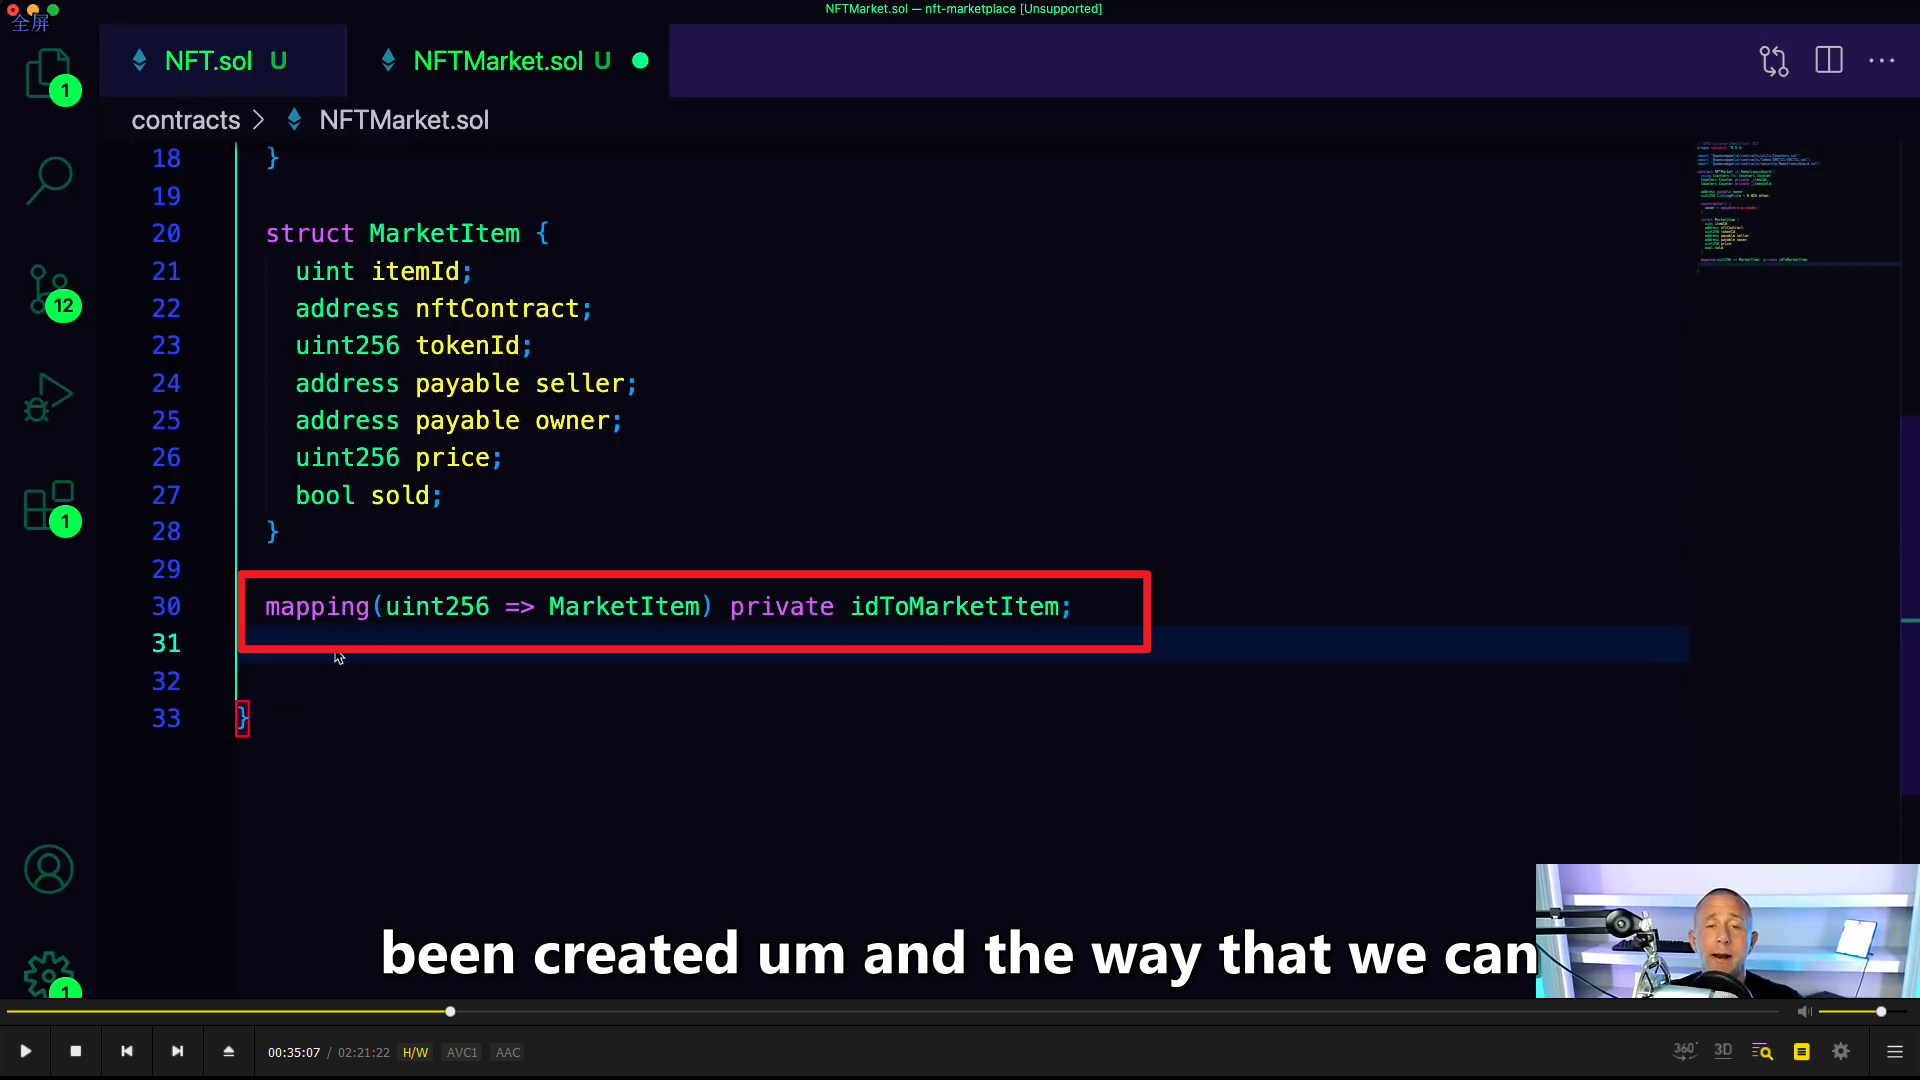 NFTMarket.sol — nft-marketplace [Unsupported]
全屏
NFT.sol U
NFTMarket.sol U
1
contracts > NFTMarket.sol
18 }
19
20 struct MarketItem {
21 uint itemId;
22 address nftContract;
23 uint256 tokenId;
24 address payable seller;
25 address payable owner;
26 uint256 price;
27 bool sold;
28 }
29
30 mapping(uint256 => MarketItem) private idToMarketItem;
31
32
33 }
12
1
1
been created um and the way that we can
00:35:07 / 02:21:22 H/W AVC1 AAC
360° 3D